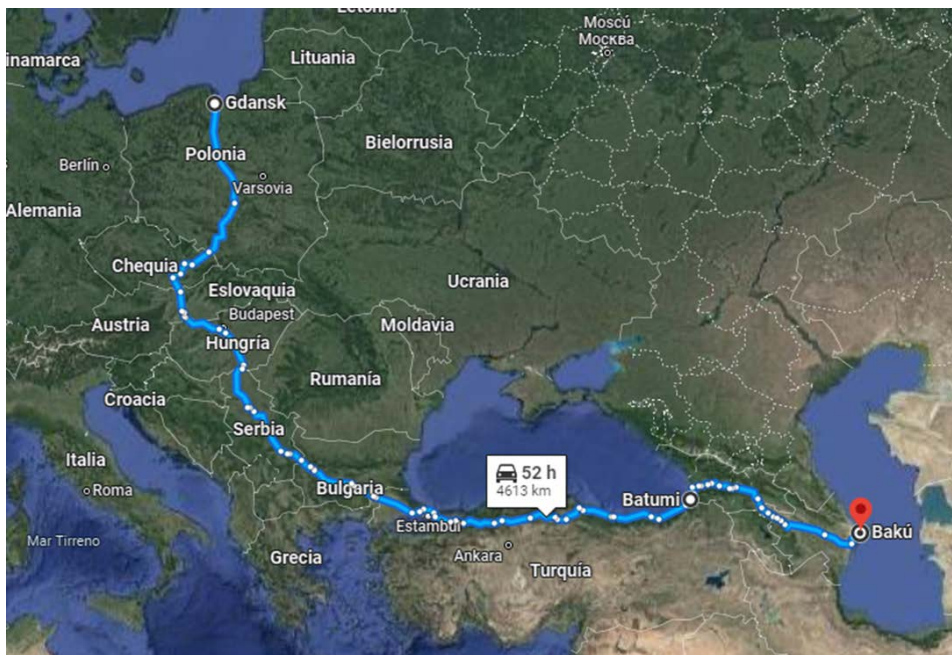 Letonia
Moscú
Москва
inamarca
Lituania
Gdansk
Bielorrusia
Polonia
Berlín
Varsovia
Alemania
Chequia
Ucrania
Eslovaquia
Austria
Budapest
Moldavia
Hungría
Rumanía
Croacia
Serbia
Italia
52 h
4613 km
Roma
Bulgaria
Batumi
Estambul
Bakú
Mar Tirreno
Grecia
Ankara
Turquía